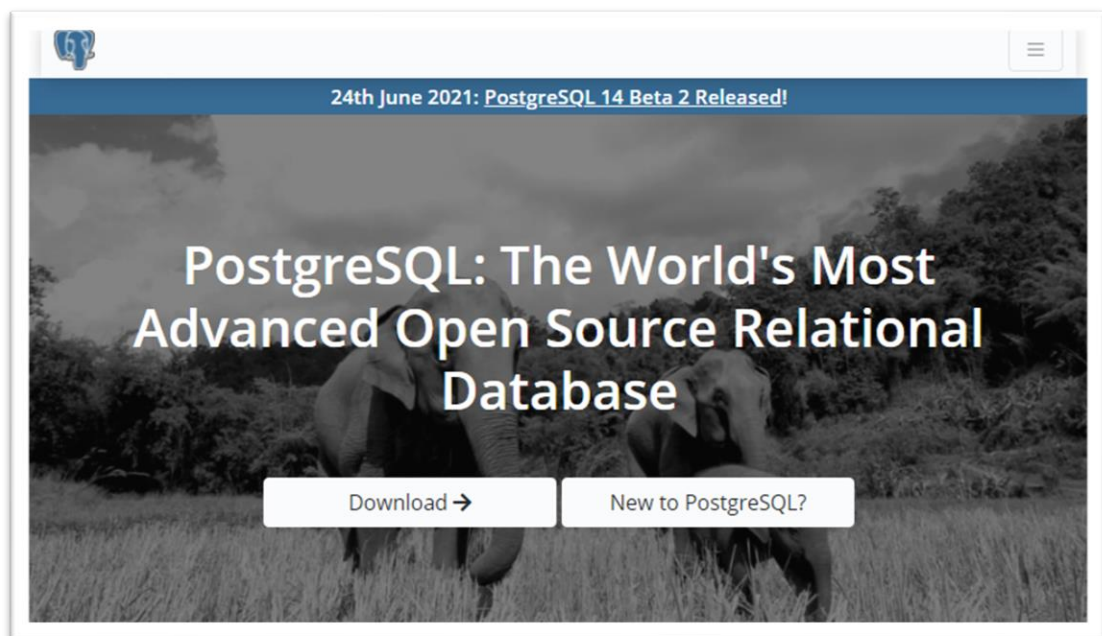 24th June 2021: PostgreSQL 14 Beta 2 Released!
PostgreSQL: The World's Most
Advanced Open Source Relational
Database
Download →
New to PostgreSQL?